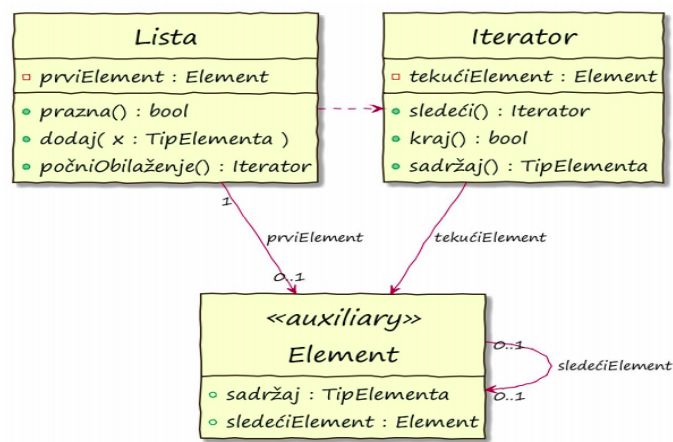 Lista
prviElement : Element
prazna() : bool
dodaj( x : TipElementa )
počniObilaženje() : Iterator
Iterator
tekućiElement : Element
sledeći() : Iterator
kraj() : bool
sadržaj() : TipElementa
1
prviElement
0..1
tekućiElement
«auxiliary»
Element
sadržaj : TipElementa
sledećiElement : Element
0..1
sledećiElement
0..1